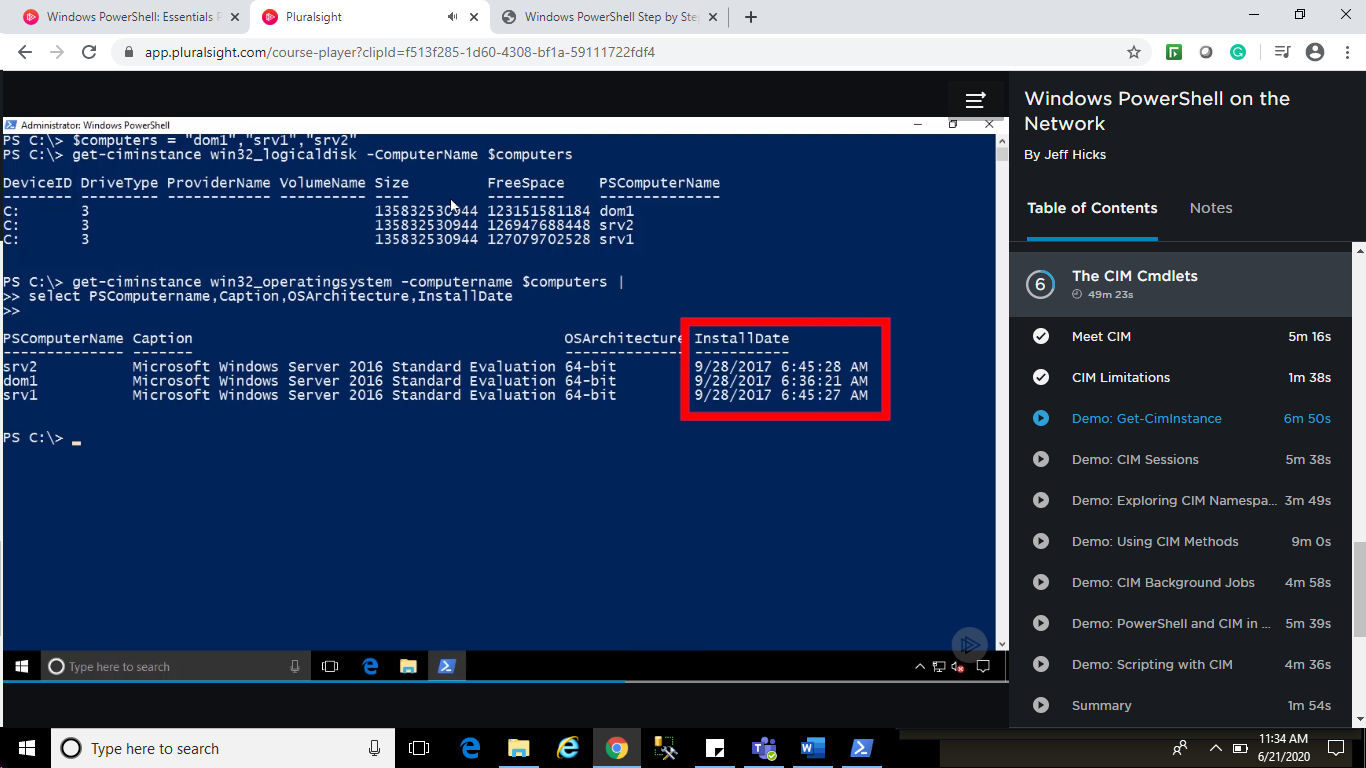 Windows PowerShell: Essentials P
Pluralsight
Windows PowerShell Step by Ste
app.pluralsight.com/course-player?clipId=f513f285-1d60-4308-bf1a-59111722fdf4
Administrator: Windows PowerShell
PS C:\> $computers = "dom1","srv1","srv2"
PS C:\> get-ciminstance win32_logicaldisk -ComputerName $computers
DeviceID DriveType ProviderName VolumeName Size FreeSpace PSComputerName
-------- --------- ------------ ---------- ---- --------- --------------
C: 3 135832530944 123151581184 dom1
C: 3 135832530944 126947688448 srv2
C: 3 135832530944 127079702528 srv1
PS C:\> get-ciminstance win32_operatingsystem -computername $computers |
>> select PSComputername,Caption,OSArchitecture,InstallDate
>>
PSComputerName Caption OSArchitecture InstallDate
-------------- ------- -------------- -----------
srv2 Microsoft Windows Server 2016 Standard Evaluation 64-bit 9/28/2017 6:45:28 AM
dom1 Microsoft Windows Server 2016 Standard Evaluation 64-bit 9/28/2017 6:36:21 AM
srv1 Microsoft Windows Server 2016 Standard Evaluation 64-bit 9/28/2017 6:45:27 AM
PS C:\> _
Type here to search
Windows PowerShell on the
Network
By Jeff Hicks
Table of Contents Notes
6 The CIM Cmdlets
49m 23s
Meet CIM 5m 16s
CIM Limitations 1m 38s
Demo: Get-CimInstance 6m 50s
Demo: CIM Sessions 5m 38s
Demo: Exploring CIM Namespa... 3m 49s
Demo: Using CIM Methods 9m 0s
Demo: CIM Background Jobs 4m 58s
Demo: PowerShell and CIM in ... 5m 39s
Demo: Scripting with CIM 4m 36s
Summary 1m 54s
Type here to search
11:34 AM
6/21/2020